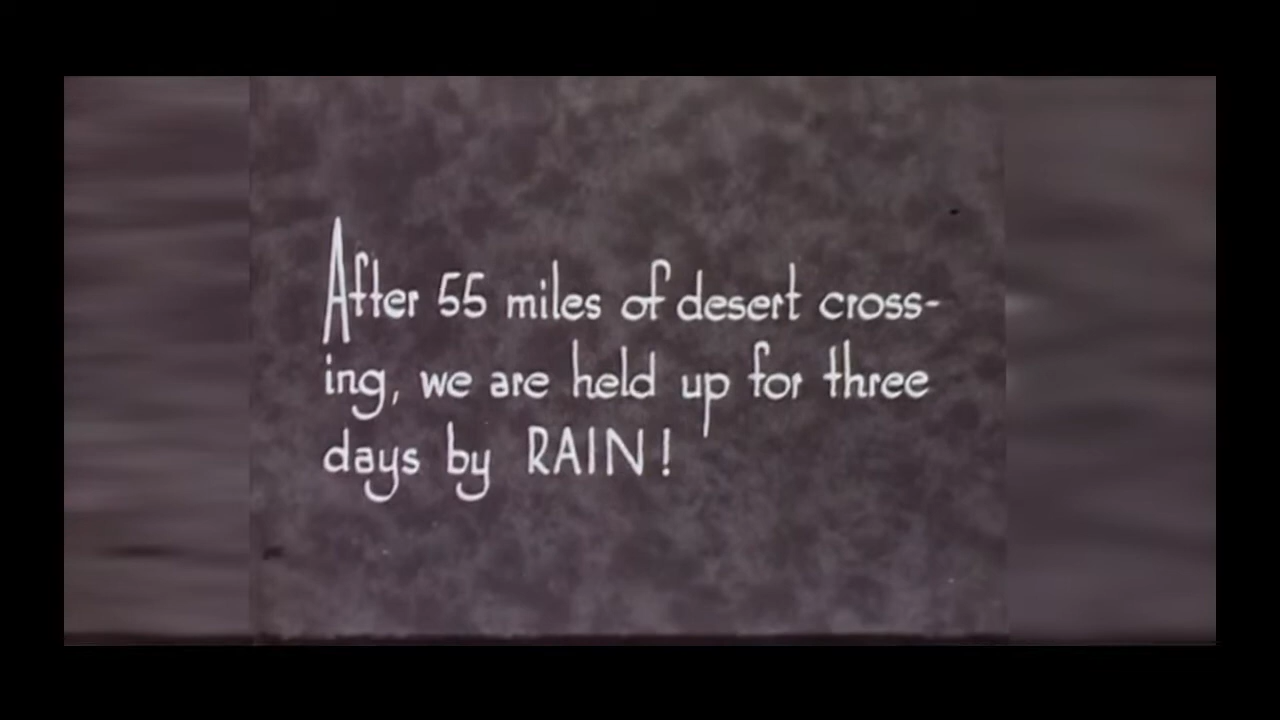 After 55 miles of desert cross-
ing, we are held up for three
days by RAIN!